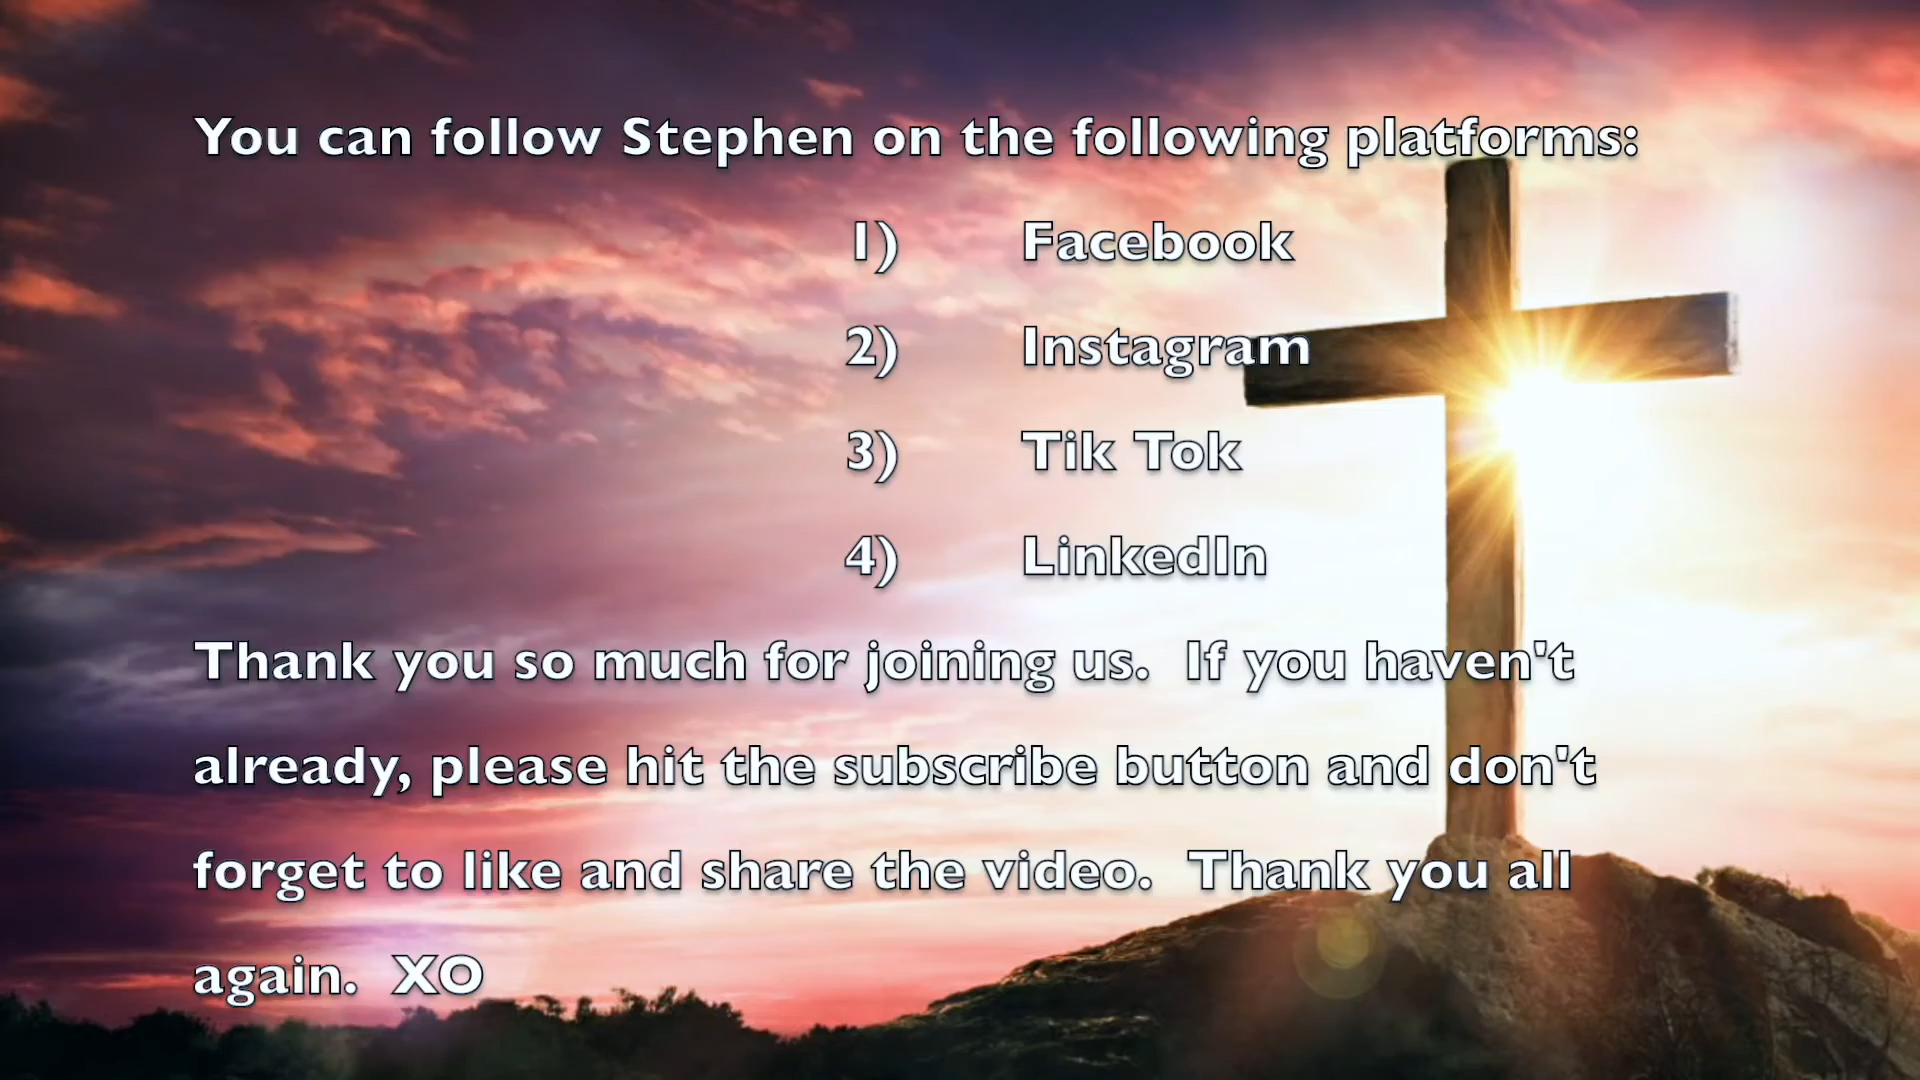 You can follow Stephen on the following platforms:
1) Facebook
2) Instagram
3) Tik Tok
4) LinkedIn
Thank you so much for joining us.  If you haven't
already, please hit the subscribe button and don't
forget to like and share the video.  Thank you all
again.  XO